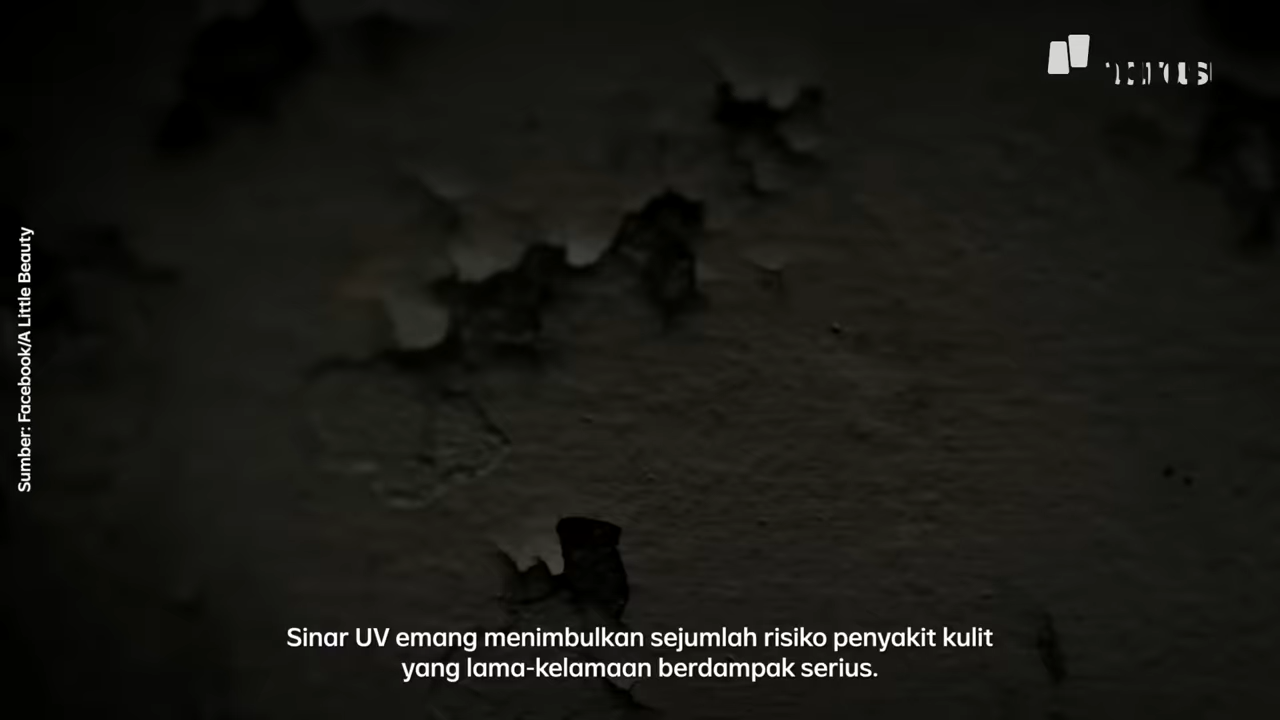 Sumber: Facebook/A Little Beauty
Sinar UV emang menimbulkan sejumlah risiko penyakit kulit
yang lama-kelamaan berdampak serius.